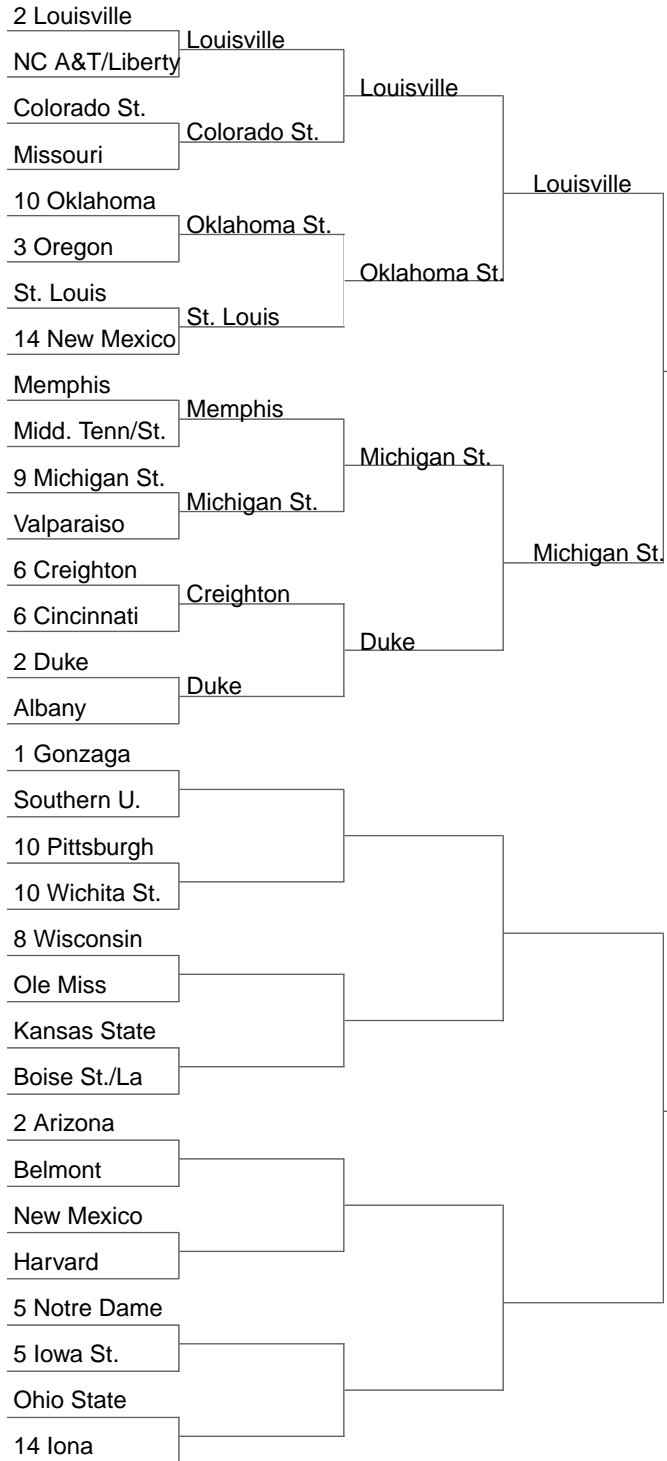 2 Louisville
Louisville
NC A&T/Liberty
Louisville
Colorado St.
Colorado St.
Missouri
Louisville
10 Oklahoma
Oklahoma St.
3 Oregon
Oklahoma St.
St. Louis
St. Louis
14 New Mexico
Memphis
Memphis
Midd. Tenn/St.
Michigan St.
9 Michigan St.
Michigan St.
Valparaiso
Michigan St.
6 Creighton
Creighton
6 Cincinnati
Duke
2 Duke
Duke
Albany
1 Gonzaga
Southern U.
10 Pittsburgh
10 Wichita St.
8 Wisconsin
Ole Miss
Kansas State
Boise St./La
2 Arizona
Belmont
New Mexico
Harvard
5 Notre Dame
5 Iowa St.
Ohio State
14 Iona